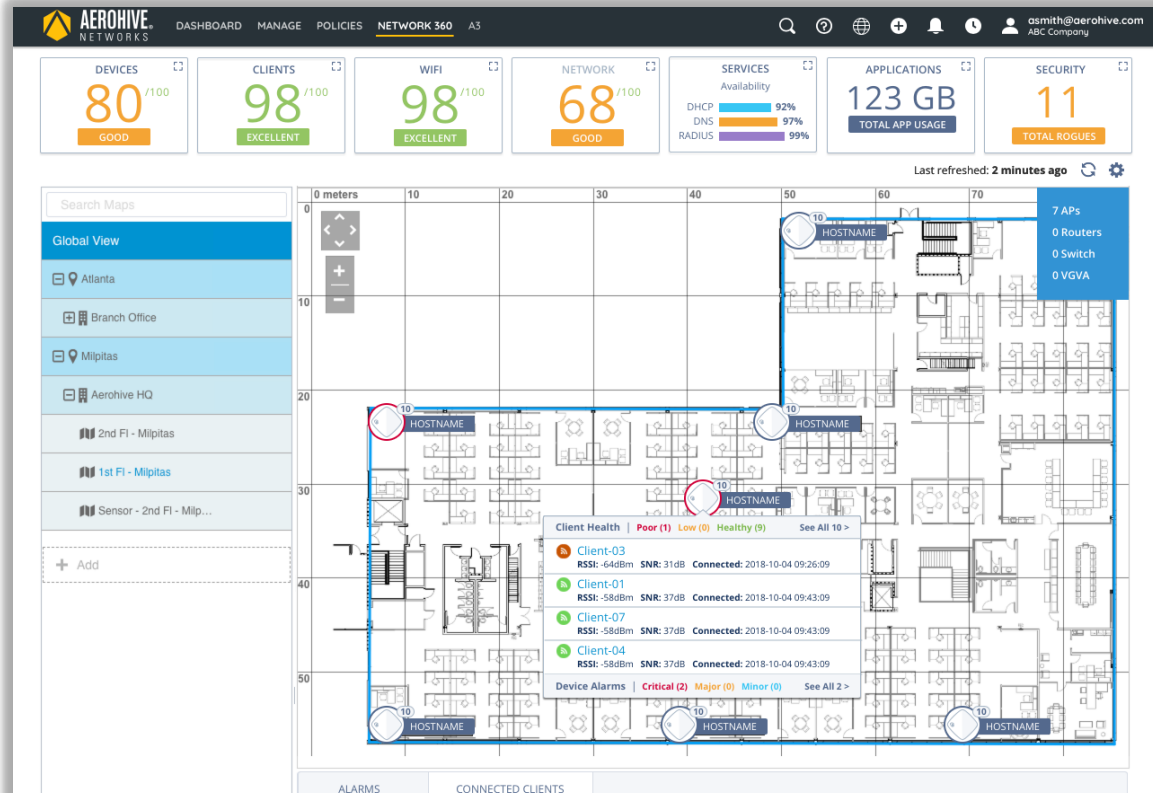 AEROHIVE NETWORKS
DASHBOARD MANAGE POLICIES NETWORK 360 A3
asmith@aerohive.com
ABC Company
DEVICES
80 /100
GOOD
CLIENTS
98 /100
EXCELLENT
WIFI
98 /100
EXCELLENT
NETWORK
68 /100
GOOD
SERVICES
Availability
DHCP 92%
DNS 97%
RADIUS 99%
APPLICATIONS
123 GB
TOTAL APP USAGE
SECURITY
11
TOTAL ROGUES
Last refreshed: 2 minutes ago
Search Maps
Global View
Atlanta
Branch Office
Milpitas
Aerohive HQ
2nd Fl - Milpitas
1st Fl - Milpitas
Sensor - 2nd Fl - Milp...
Add
0 meters 10 20 30 40 50 60 70
0
10
20
30
40
50
7 APs
0 Routers
0 Switch
0 VGVA
10 HOSTNAME
10 HOSTNAME
10 HOSTNAME
10 HOSTNAME
Client Health | Poor (1) Low (0) Healthy (9) See All 10 >
Client-03
RSSI: -64dBm SNR: 31dB Connected: 2018-10-04 09:26:09
Client-01
RSSI: -58dBm SNR: 37dB Connected: 2018-10-04 09:43:09
Client-07
RSSI: -58dBm SNR: 37dB Connected: 2018-10-04 09:43:09
Client-04
RSSI: -58dBm SNR: 37dB Connected: 2018-10-04 09:43:09
Device Alarms | Critical (2) Major (0) Minor (0) See All 2 >
10 HOSTNAME
10 HOSTNAME
10 HOSTNAME
ALARMS CONNECTED CLIENTS